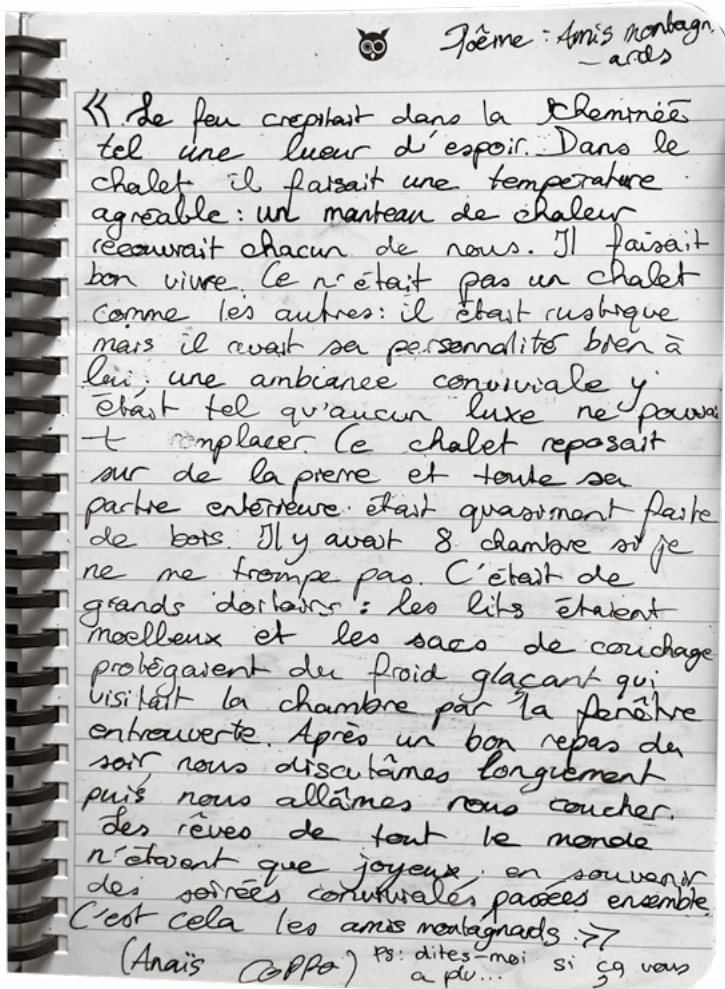 Poème : Amis montagn
- ards
« Le feu crépitait dans la cheminée
tel une lueur d'espoir. Dans le
chalet il faisait une température
agréable : un manteau de chaleur
recouvrait chacun de nous. Il faisait
bon vivre. Ce n'était pas un chalet
comme les autres : il était rustique
mais il avait sa personnalité bien à
lui ; une ambiance conviviale y
était tel qu'aucun luxe ne pouvai
t mplacer. Ce chalet reposait
sur de la pierre et toute sa
partie entérieure était quasiment faite
de bois. Il y avait 8 chambre si je
ne me trompe pas. C'était de
grands dortoirs : les lits étaient
moelleux et les sacs de couchage
protégaient du froid glaçant qui
visitait la chambre par la fenêtre
entrouverte. Après un bon repas du
soir nous discutâmes longuement
puis nous allâmes nous coucher.
Les rêves de tout le monde
n'étaient que joyeux, en souvenir
des soirées conviviales passées ensemble.
C'est cela les amis montagnards »
(Anaïs COPPO) PS : dites-moi si ça vous
a plu...